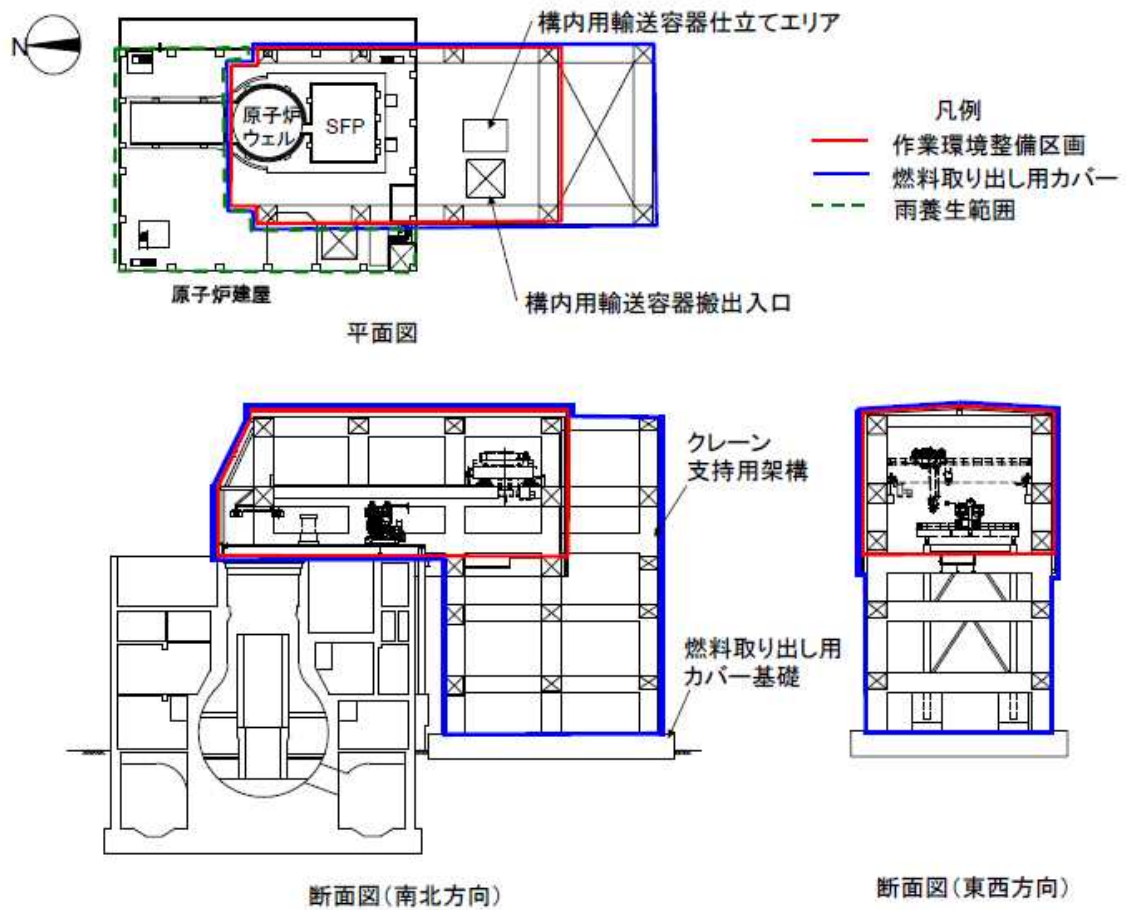 構内用輸送容器仕立てエリア
N
原子炉
ウェル
SFP
凡例
作業環境整備区画
燃料取り出し用カバー
雨養生範囲
原子炉建屋
構内用輸送容器搬出入口
平面図
クレーン
支持用架構
燃料取り出し用
カバー基礎
断面図(南北方向)
断面図(東西方向)